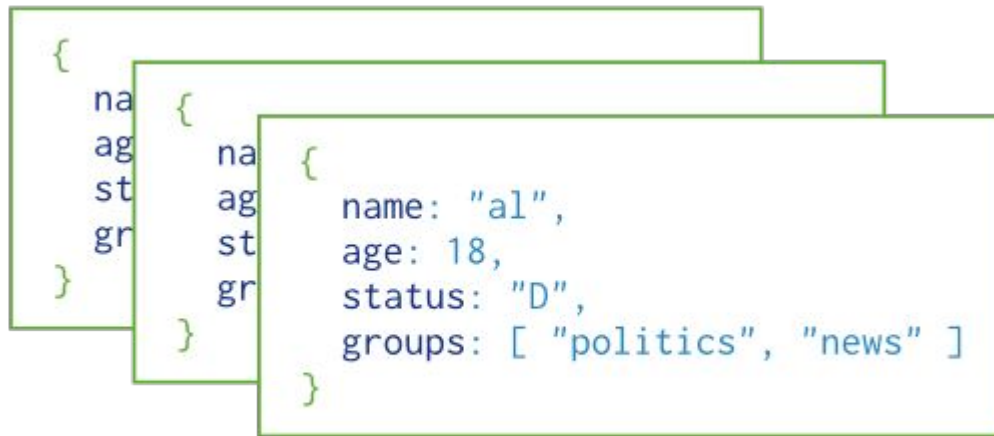 {
na
ag
st
gr
}
{
na
ag
st
gr
}
{
name: "al",
age: 18,
status: "D",
groups: [ "politics", "news" ]
}